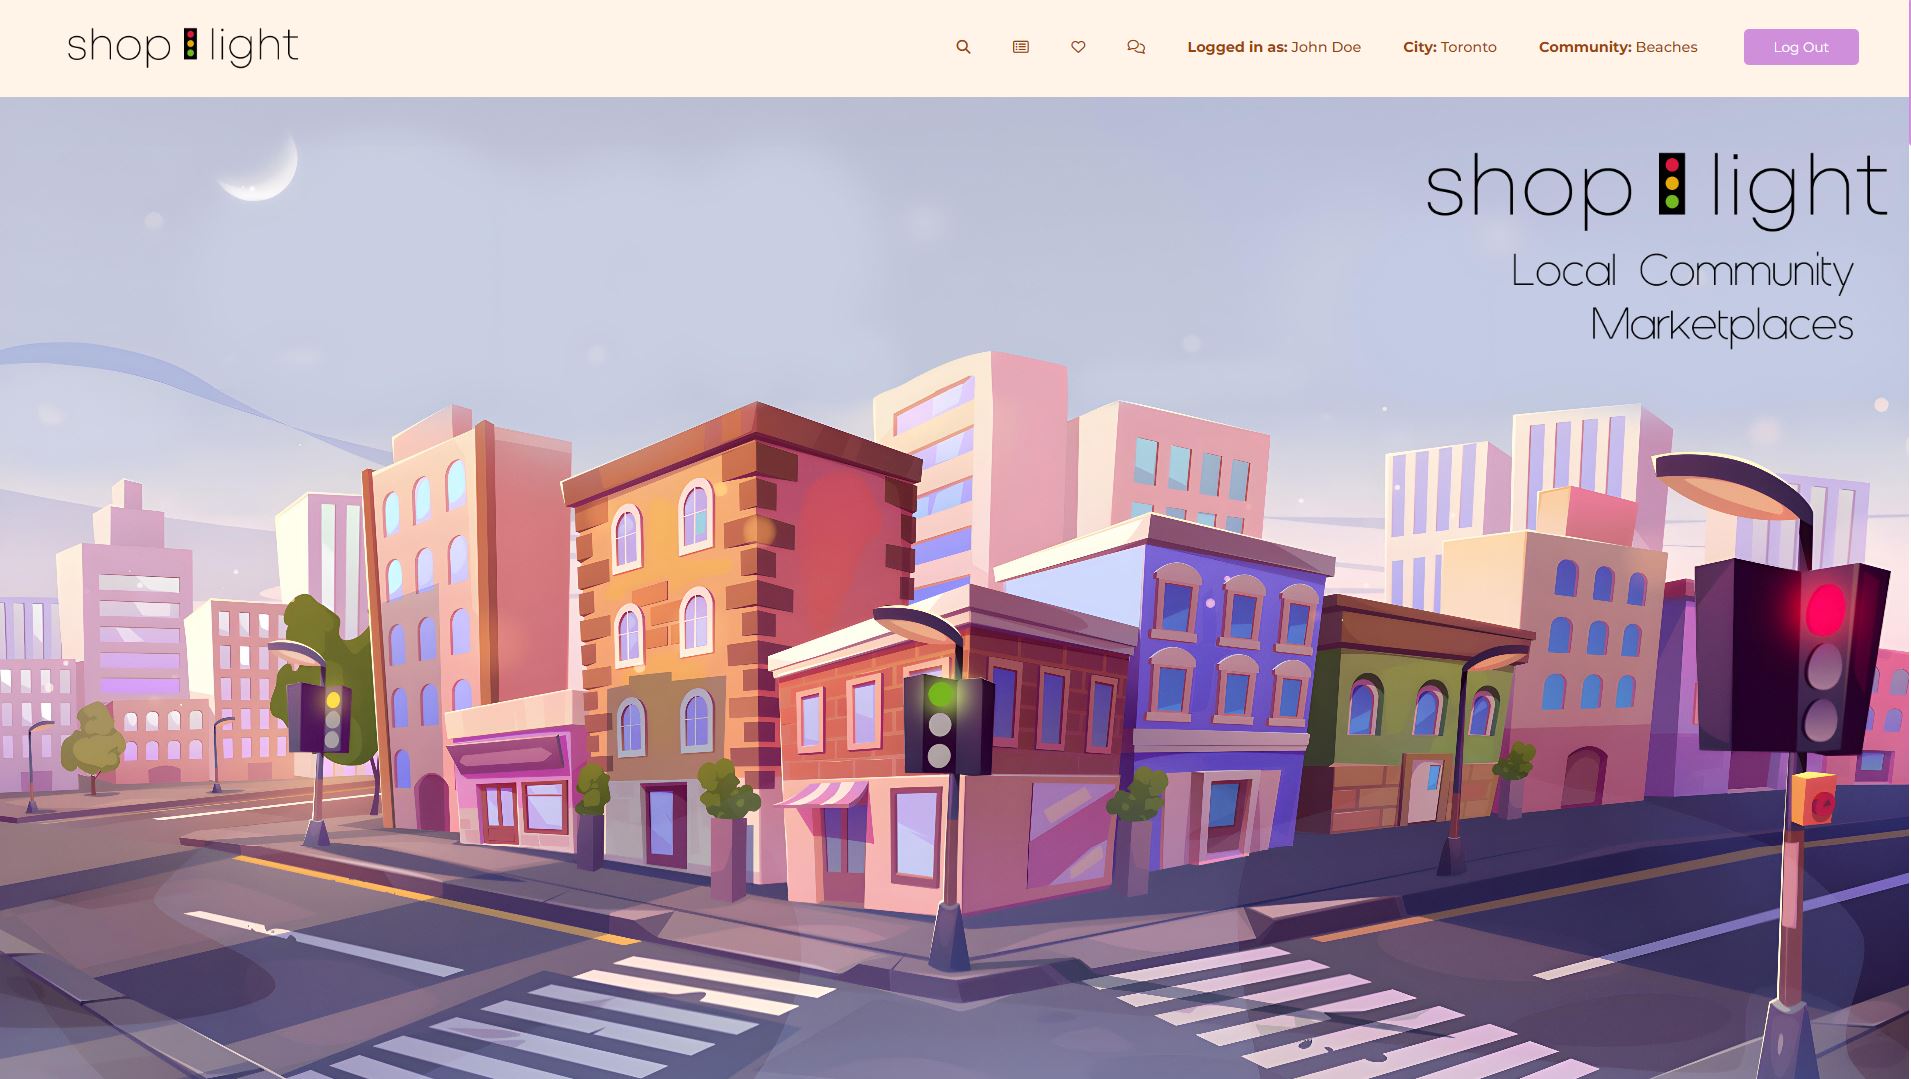 shop light
Logged in as: John Doe
City: Toronto
Community: Beaches
Log Out
shop light
Local Community
Marketplaces